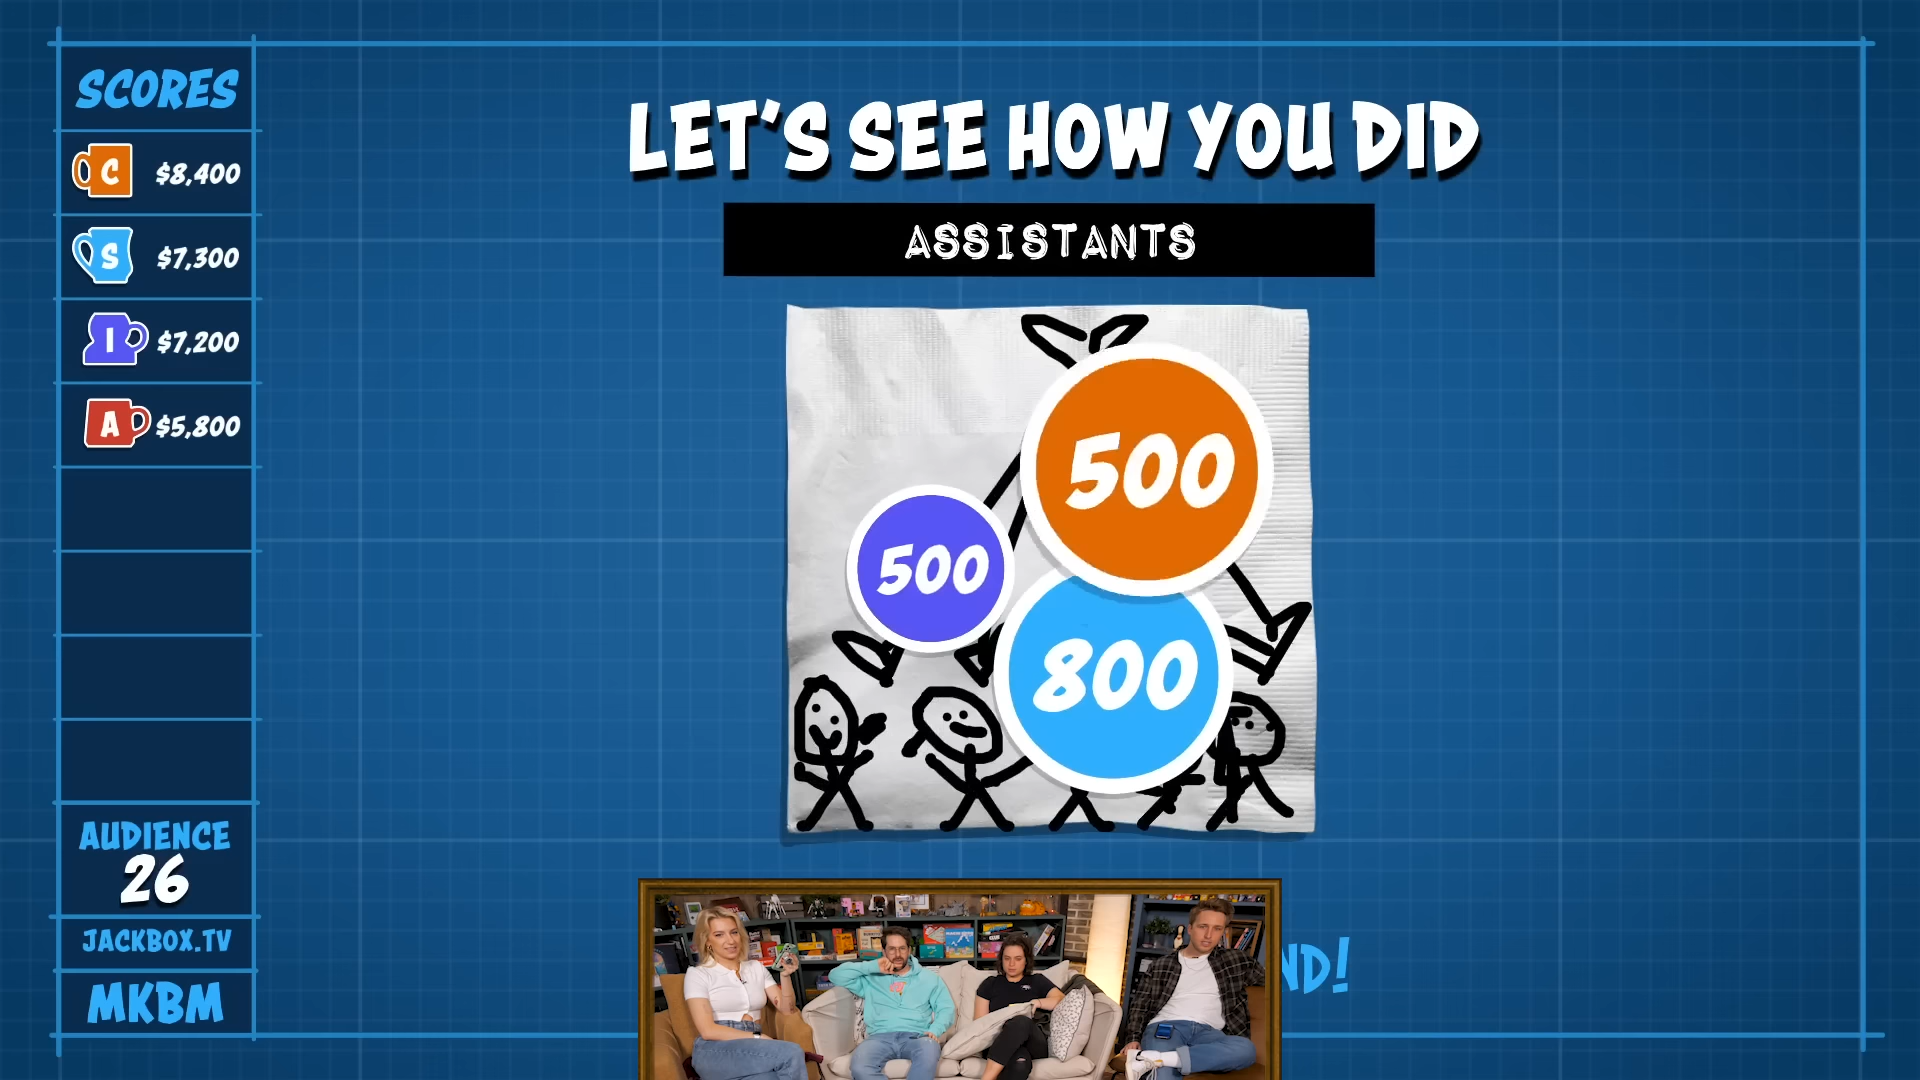 SCORES
C $8,400
S $7,300
I $7,200
A $5,800
AUDIENCE
26
JACKBOX.TV
MKBM
LET'S SEE HOW YOU DID
ASSISTANTS
500
500
800
ND!